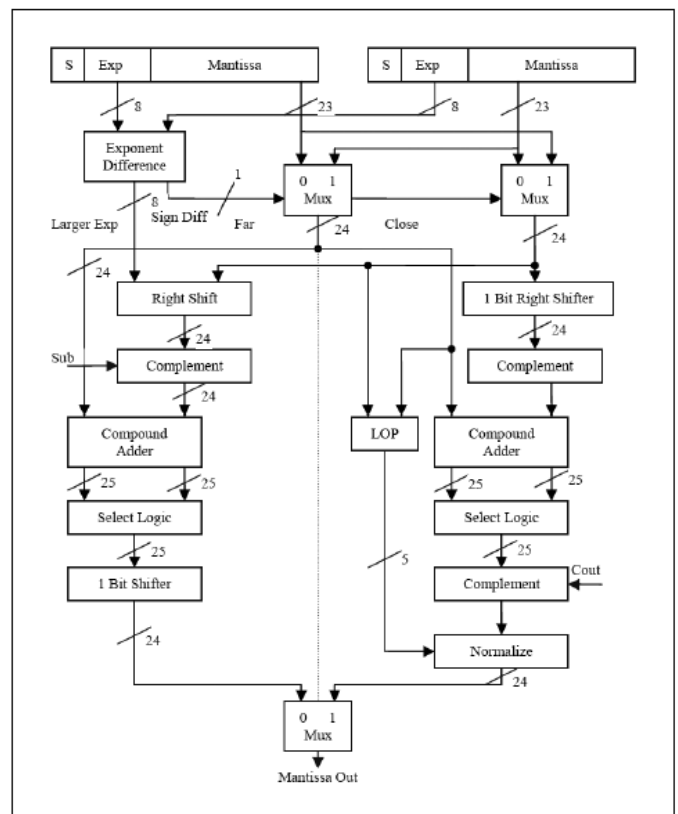 S Exp Mantissa S Exp Mantissa
8 23 8 23
Exponent
Difference
1
0 1
Mux
0 1
Mux
8
Sign Diff
Larger Exp
Far
24
Close
24
24
Right Shift
1 Bit Right Shifter
24
24
Sub
Complement
Complement
24
Compound
Adder
LOP
Compound
Adder
25 25 25 25
Select Logic
Select Logic
25
25
5
Cout
1 Bit Shifter
Complement
24
Normalize
24
0 1
Mux
Mantissa Out